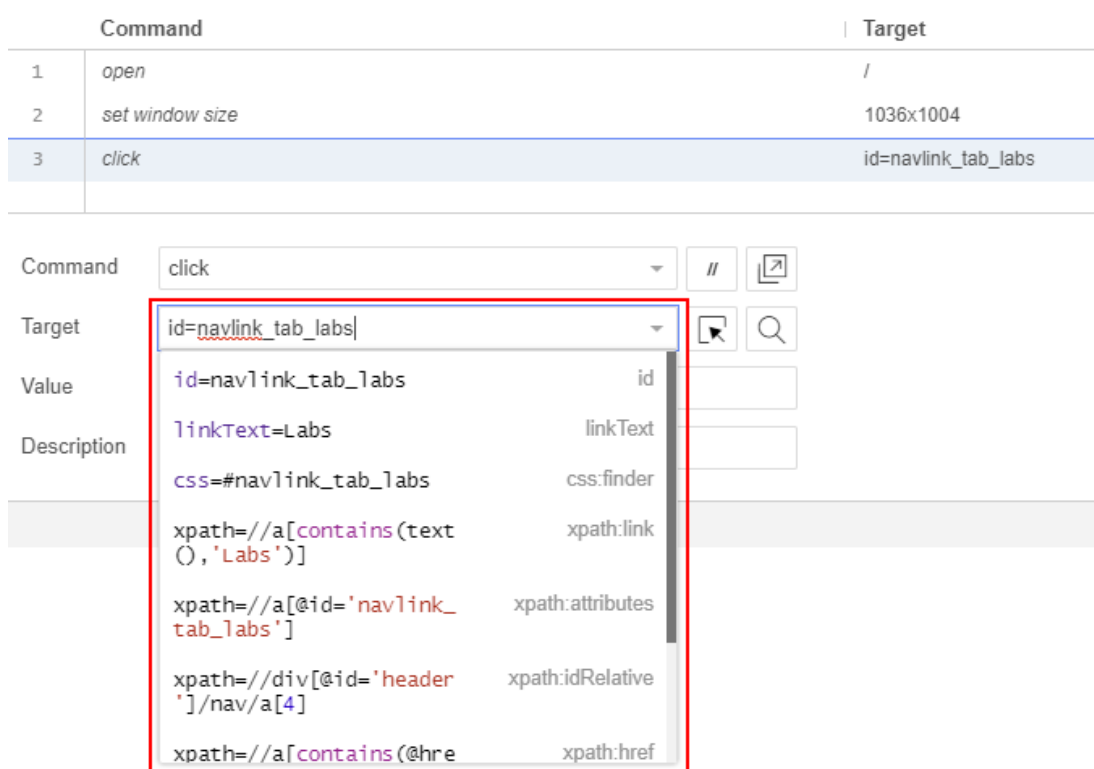 Command Target
1 open /
2 set window size 1036x1004
3 click id=navlink_tab_labs
Command click //
Target id=navlink_tab_labs
id=navlink_tab_labs id
Value
linkText=Labs linkText
Description
css=#navlink_tab_labs css:finder
xpath=//a[contains(text xpath:link
(),'Labs')]
xpath=//a[@id='navlink_ xpath:attributes
tab_labs']
xpath=//div[@id='header xpath:idRelative
']/nav/a[4]
xpath=//a[contains(@hre xpath:href